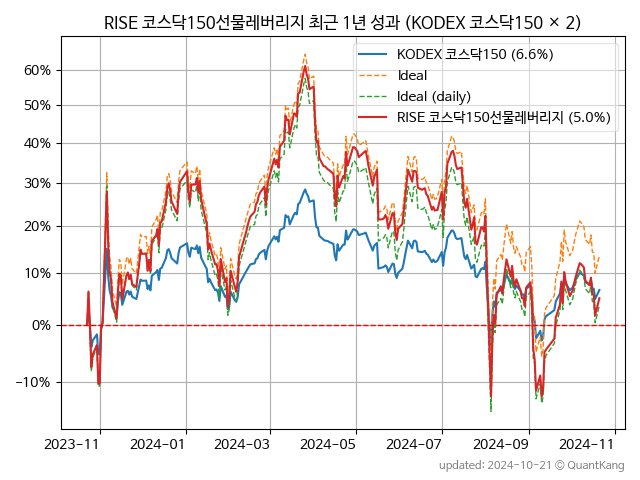 RISE 코스닥150선물레버리지 최근 1년 성과 (KODEX 코스닥150 × 2)
KODEX 코스닥150 (6.6%)
Ideal
Ideal (daily)
RISE 코스닥150선물레버리지 (5.0%)
60%
50%
40%
30%
20%
10%
0%
−10%
2023-11
2024-01
2024-03
2024-05
2024-07
2024-09
2024-11
updated: 2024-10-21 © QuantKang